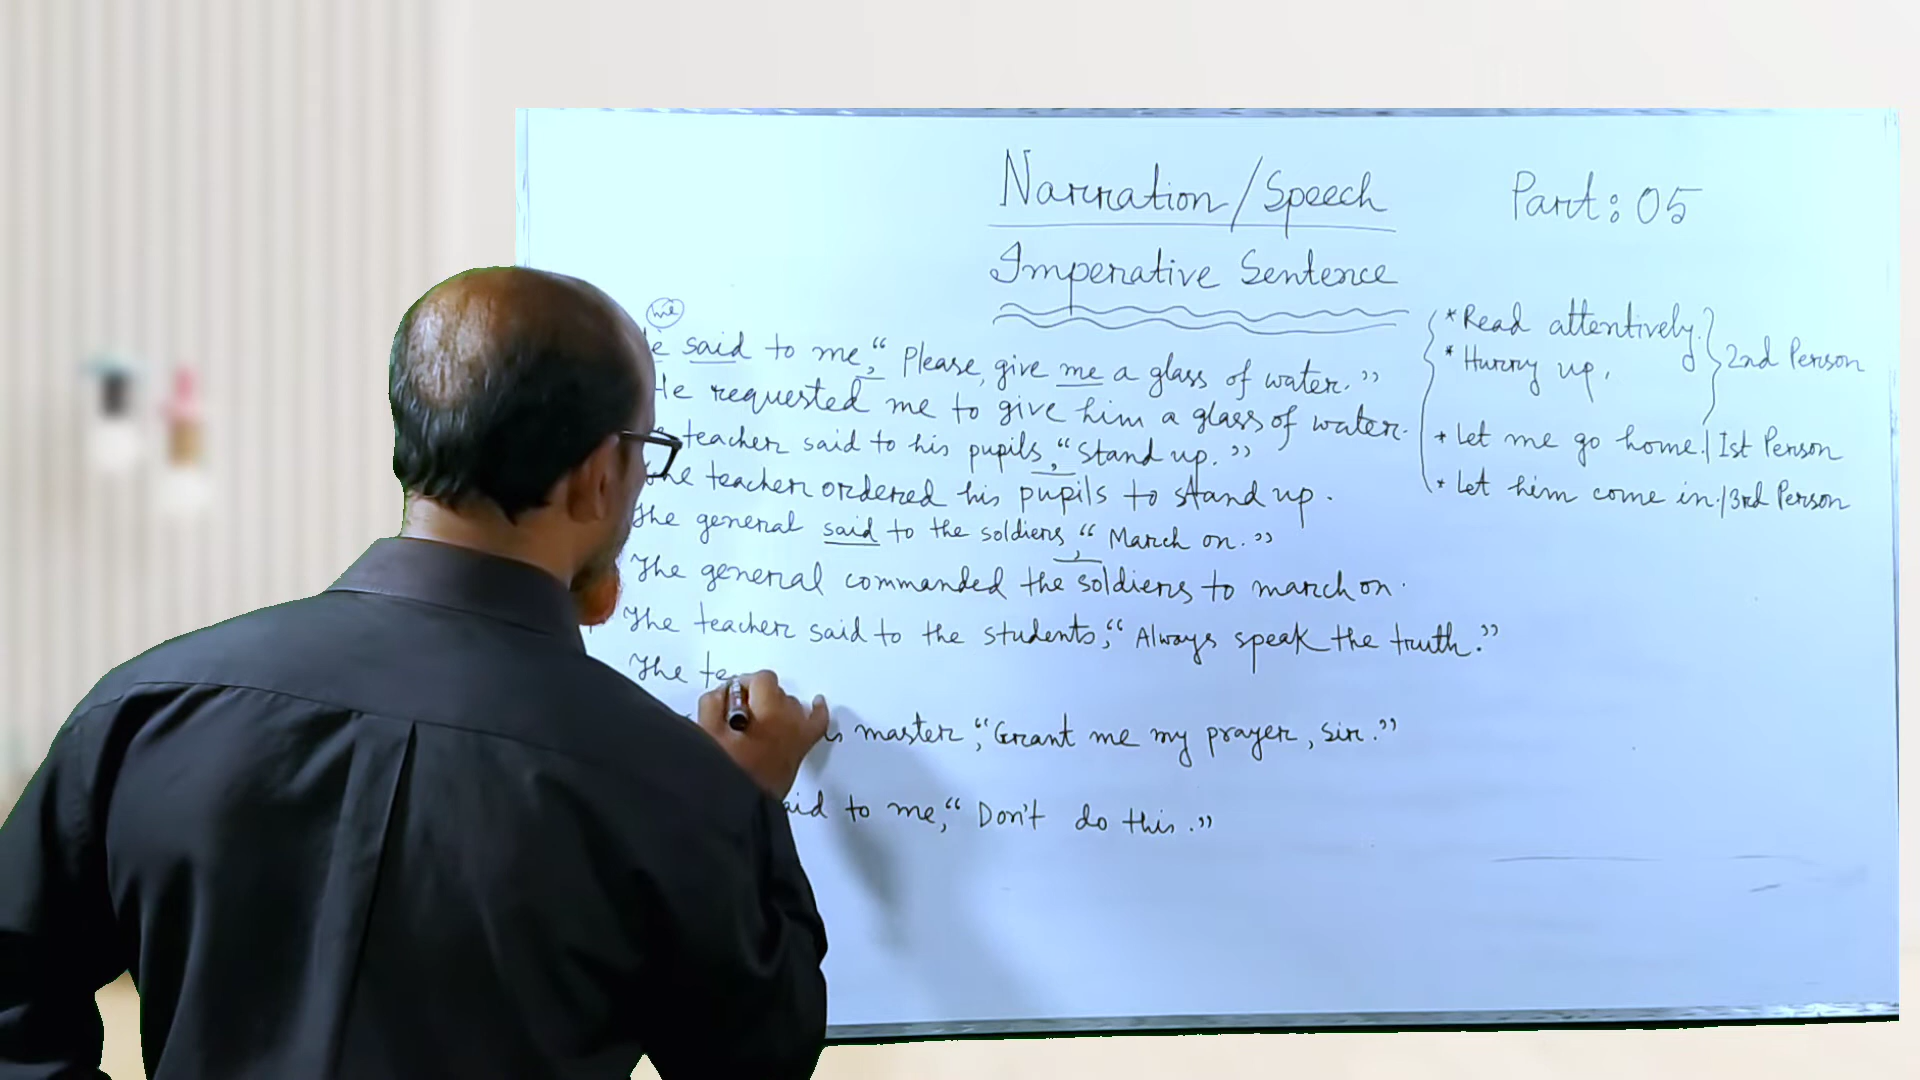 Narration/Speech
Part: 05
Imperative Sentence
me
said to me, “Please, give me a glass of water.”
He requested me to give him a glass of water.
teacher said to his pupils, “Stand up.”
The teacher ordered his pupils to stand up.
The general said to the soldiers, “March on.”
The general commanded the soldiers to march on.
The teacher said to the students, “Always speak the truth.”
The te
master, “Grant me my prayer, sir.”
to me, “Don't do this.”
* Read attentively.
* Hurry up.
2nd Person
* Let me go home. 1st Person
* Let him come in. 3rd Person